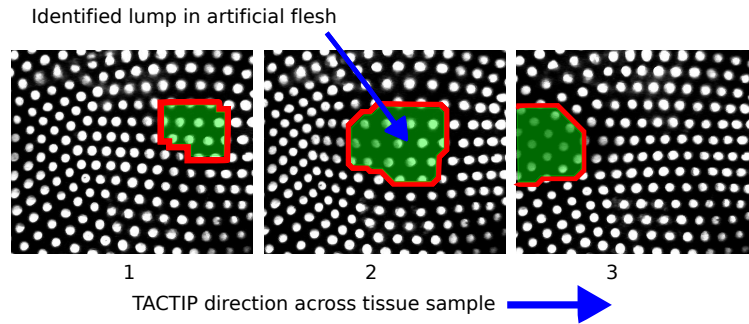 Identified lump in artificial flesh
1 2 3
TACTIP direction across tissue sample